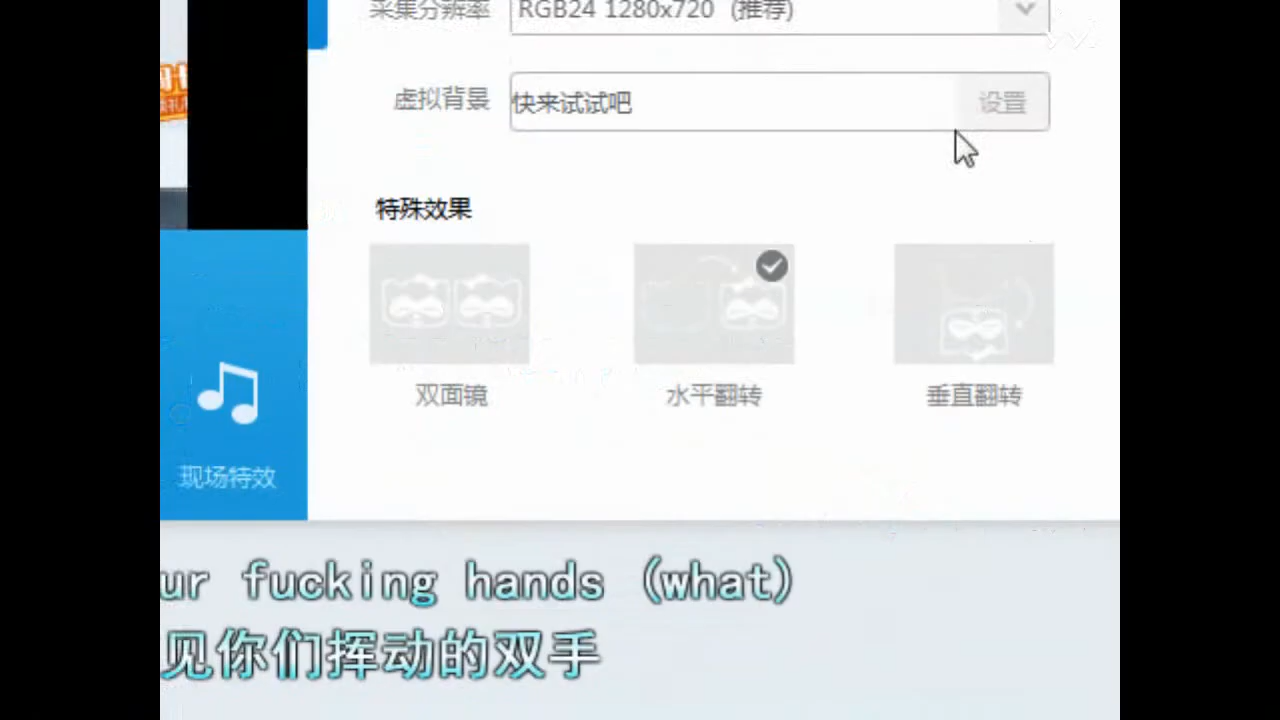 采集分辨率 RGB24 1280x720 (推荐)
虚拟背景 快来试试吧 设置
特殊效果
双面镜 水平翻转 垂直翻转
现场特效
ur fucking hands (what)
见你们挥动的双手